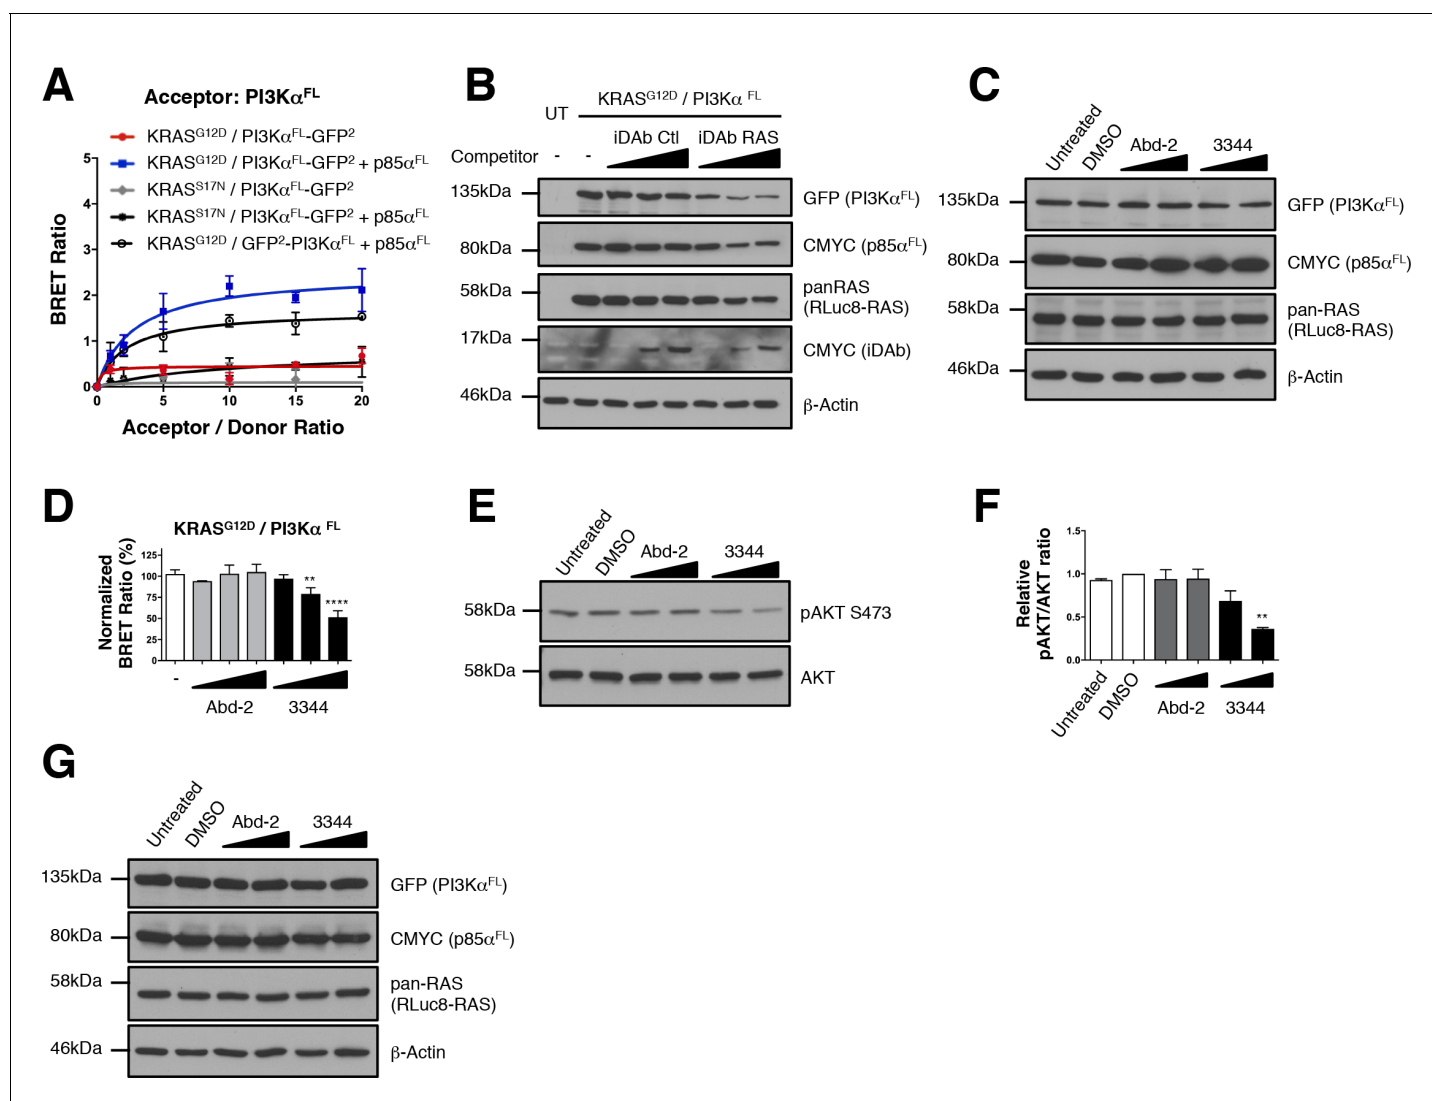 A
Acceptor: PI3Kα^FL
KRAS^G12D / PI3Kα^FL-GFP²
KRAS^G12D / PI3Kα^FL-GFP² + p85α^FL
KRAS^S17N / PI3Kα^FL-GFP²
KRAS^S17N / PI3Kα^FL-GFP² + p85α^FL
KRAS^G12D / GFP²-PI3Kα^FL + p85α^FL
BRET Ratio
5
4
3
2
1
0
0 5 10 15 20
Acceptor / Donor Ratio
B
UT
KRAS^G12D / PI3Kα^FL
iDAb Ctl iDAb RAS
Competitor - -
135kDa GFP (PI3Kα^FL)
80kDa CMYC (p85α^FL)
58kDa panRAS
(RLuc8-RAS)
17kDa CMYC (iDAb)
46kDa β-Actin
C
Untreated
DMSO
Abd-2 3344
135kDa GFP (PI3Kα^FL)
80kDa CMYC (p85α^FL)
58kDa pan-RAS
(RLuc8-RAS)
46kDa β-Actin
D
KRAS^G12D / PI3Kα^FL
Normalized
BRET Ratio (%)
125
100
75
50
25
0
**
****
-
Abd-2 3344
E
Untreated
DMSO
Abd-2 3344
58kDa pAKT S473
58kDa AKT
F
Relative
pAKT/AKT ratio
1.5
1.0
0.5
0.0
**
Untreated
DMSO
Abd-2 3344
G
Untreated
DMSO
Abd-2 3344
135kDa GFP (PI3Kα^FL)
80kDa CMYC (p85α^FL)
58kDa pan-RAS
(RLuc8-RAS)
46kDa β-Actin